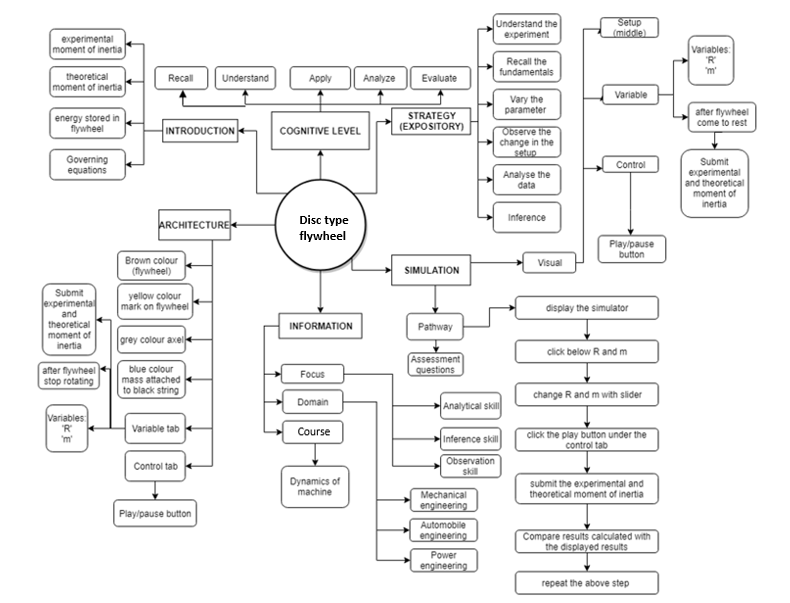 Disc type
flywheel
INTRODUCTION
experimental
moment of inertia
theoretical
moment of inertia
energy stored in
flywheel
Governing
equations
COGNITIVE LEVEL
Recall
Understand
Apply
Analyze
Evaluate
STRATEGY
(EXPOSITORY)
Understand the
experiment
Recall the
fundamentals
Vary the
parameter
Observe the
change in the
setup
Analyse the
data
Inference
SIMULATION
Visual
Setup
(middle)
Variable
Variables:
'R'
'm'
after flywheel
come to rest
Submit
experimental
and theoretical
moment of
inertia
Control
Play/pause
button
Pathway
Assessment
questions
display the simulator
click below R and m
change R and m with slider
click the play button under the
control tab
submit the experimental and
theoretical moment of inertia
Compare results calculated with
the displayed results
repeat the above step
INFORMATION
Focus
Analytical skill
Inference skill
Observation
skill
Domain
Mechanical
engineering
Automobile
engineering
Power
engineering
Course
Dynamics of
machine
ARCHITECTURE
Brown colour
(flywheel)
yellow colour
mark on flywheel
grey colour axel
blue colour
mass attached
to black string
Variable tab
Submit
experimental
and
theoretical
moment of
inertia
after flywheel
stop rotating
Variables:
'R'
'm'
Control tab
Play/pause button